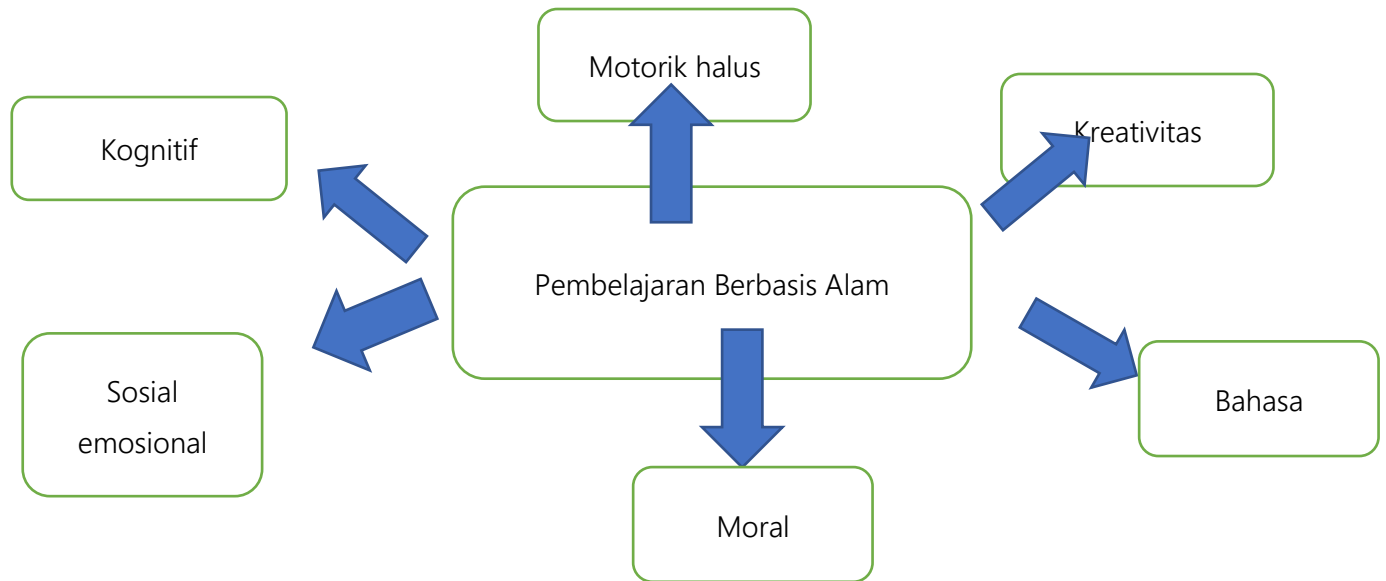 Motorik halus
Kognitif
Kreativitas
Pembelajaran Berbasis Alam
Sosial
emosional
Bahasa
Moral